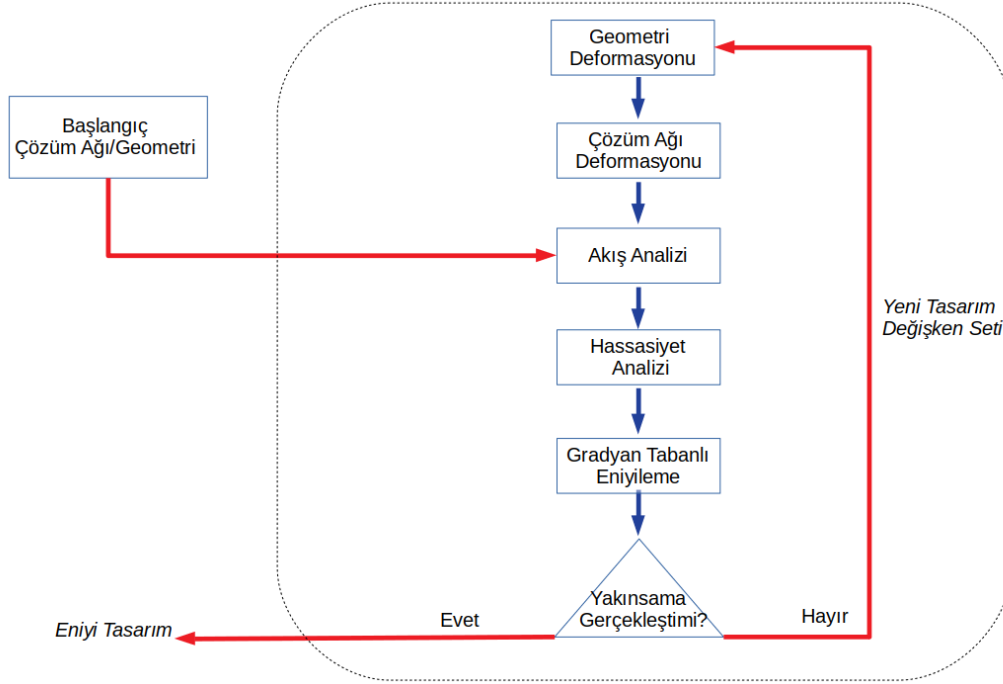 Geometri
Deformasyonu
Başlangıç
Çözüm Ağı/Geometri
Çözüm Ağı
Deformasyonu
Akış Analizi
Yeni Tasarım
Değişken Seti
Hassasiyet
Analizi
Gradyan Tabanlı
Eniyileme
Yakınsama
Gerçekleştimi?
Evet
Hayır
Eniyi Tasarım